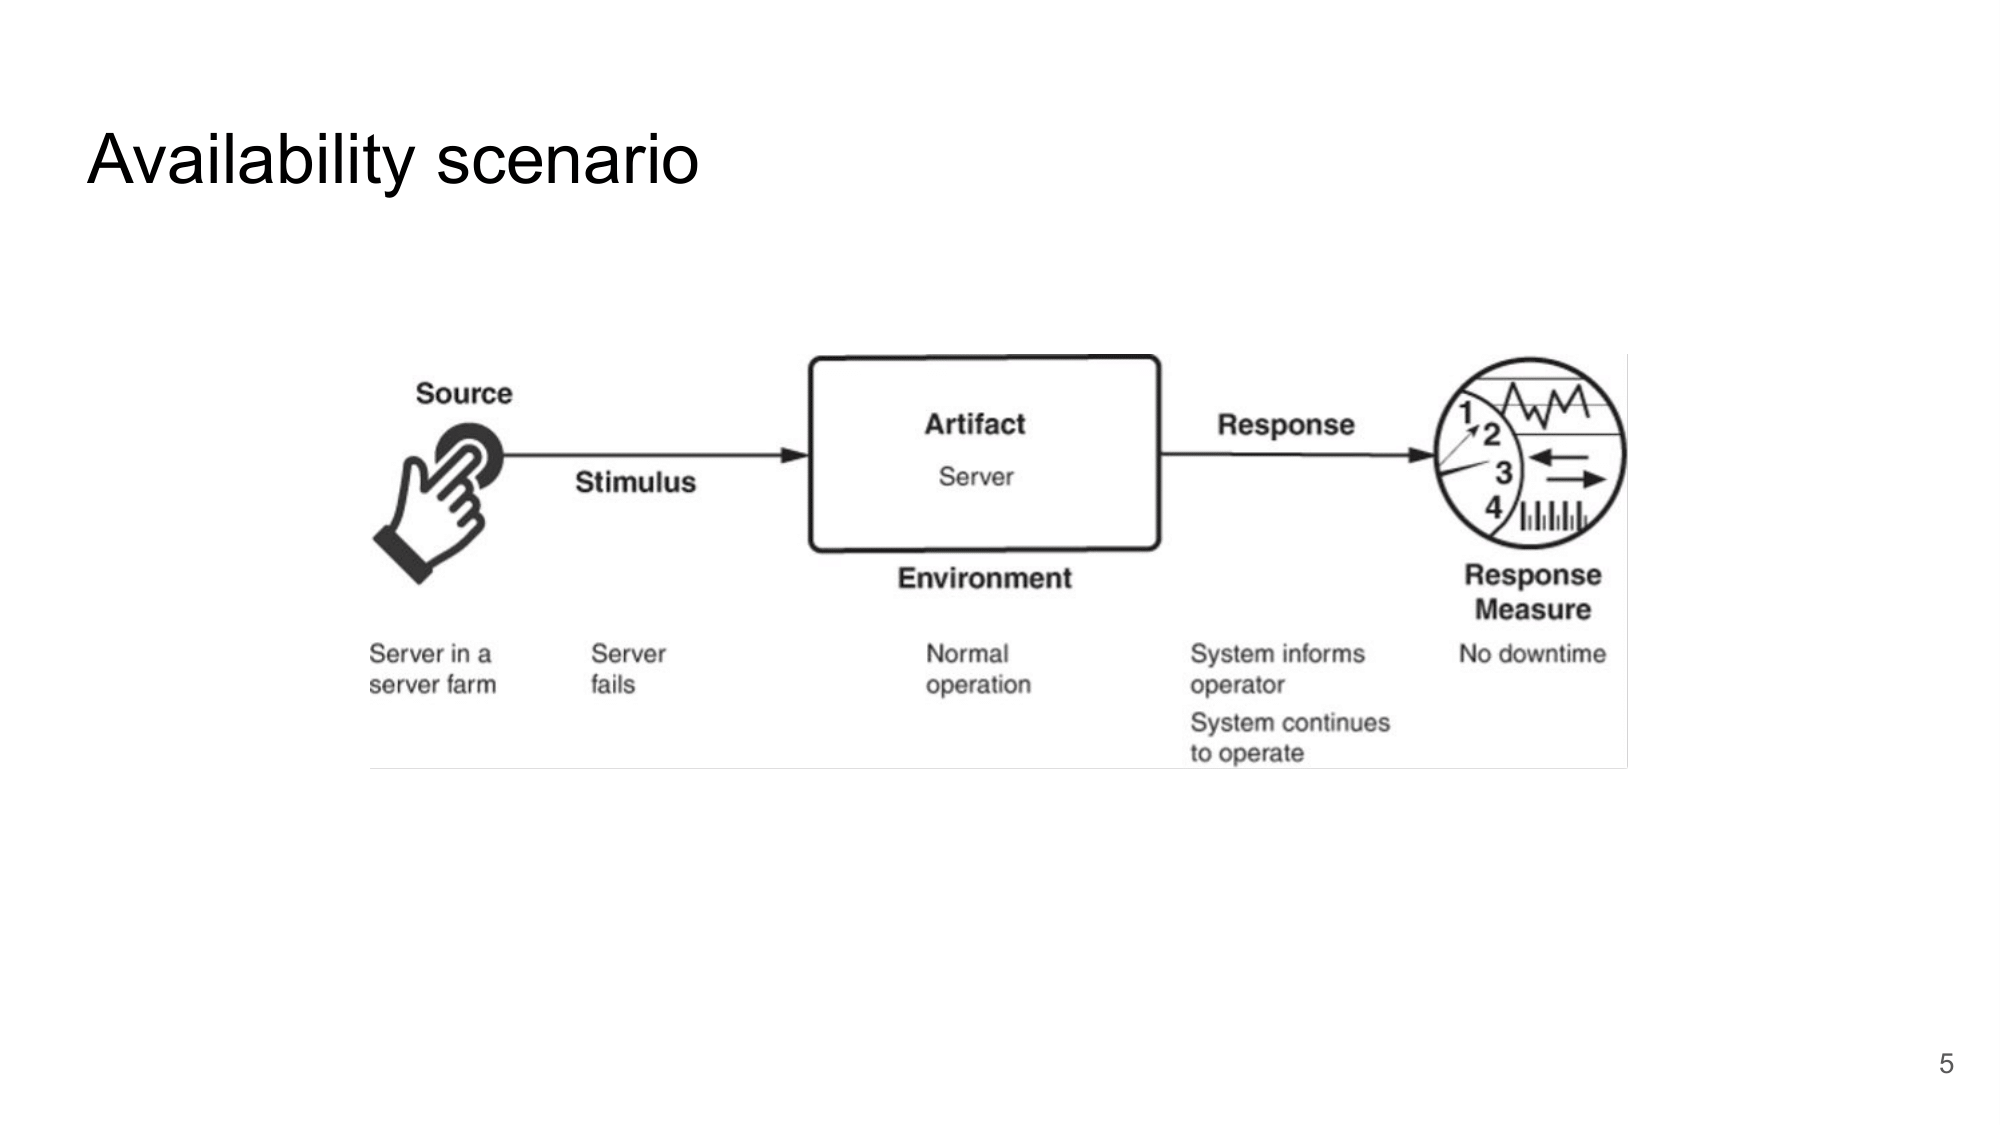 Availability scenario
Source
Stimulus
Artifact
Server
Environment
Response
1
2
3
4
Response
Measure
Server in a
server farm
Server
fails
Normal
operation
System informs
operator
System continues
to operate
No downtime
5